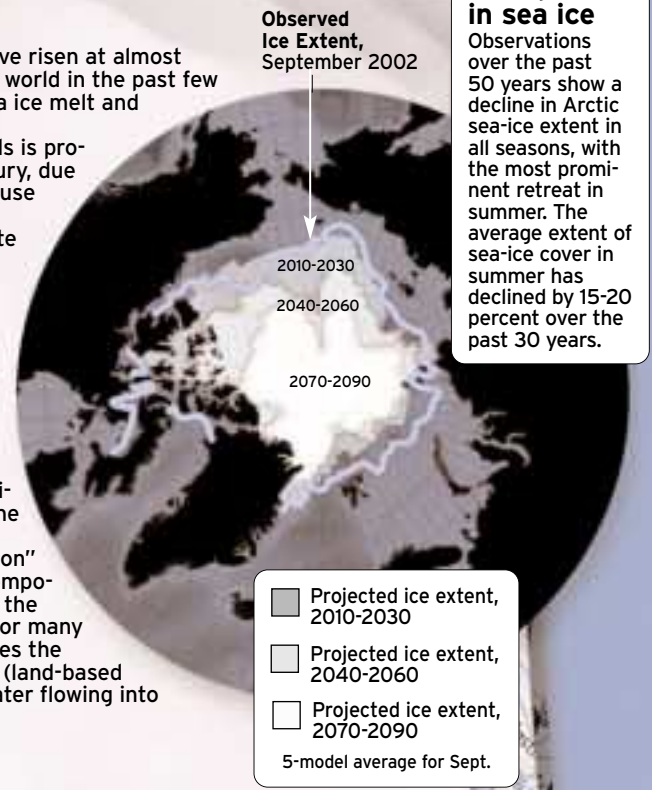 ve risen at almost
world in the past few
a ice melt and
ls is pro-
ury, due
use
te
i-
ne
on”
mpo-
the
or many
es the
(land-based
ater flowing into
Observed
Ice Extent,
September 2002
2010-2030
2040-2060
2070-2090
in sea ice
Observations
over the past
50 years show a
decline in Arctic
sea-ice extent in
all seasons, with
the most promi-
nent retreat in
summer. The
average extent of
sea-ice cover in
summer has
declined by 15-20
percent over the
past 30 years.
Projected ice extent,
2010-2030
Projected ice extent,
2040-2060
Projected ice extent,
2070-2090
5-model average for Sept.